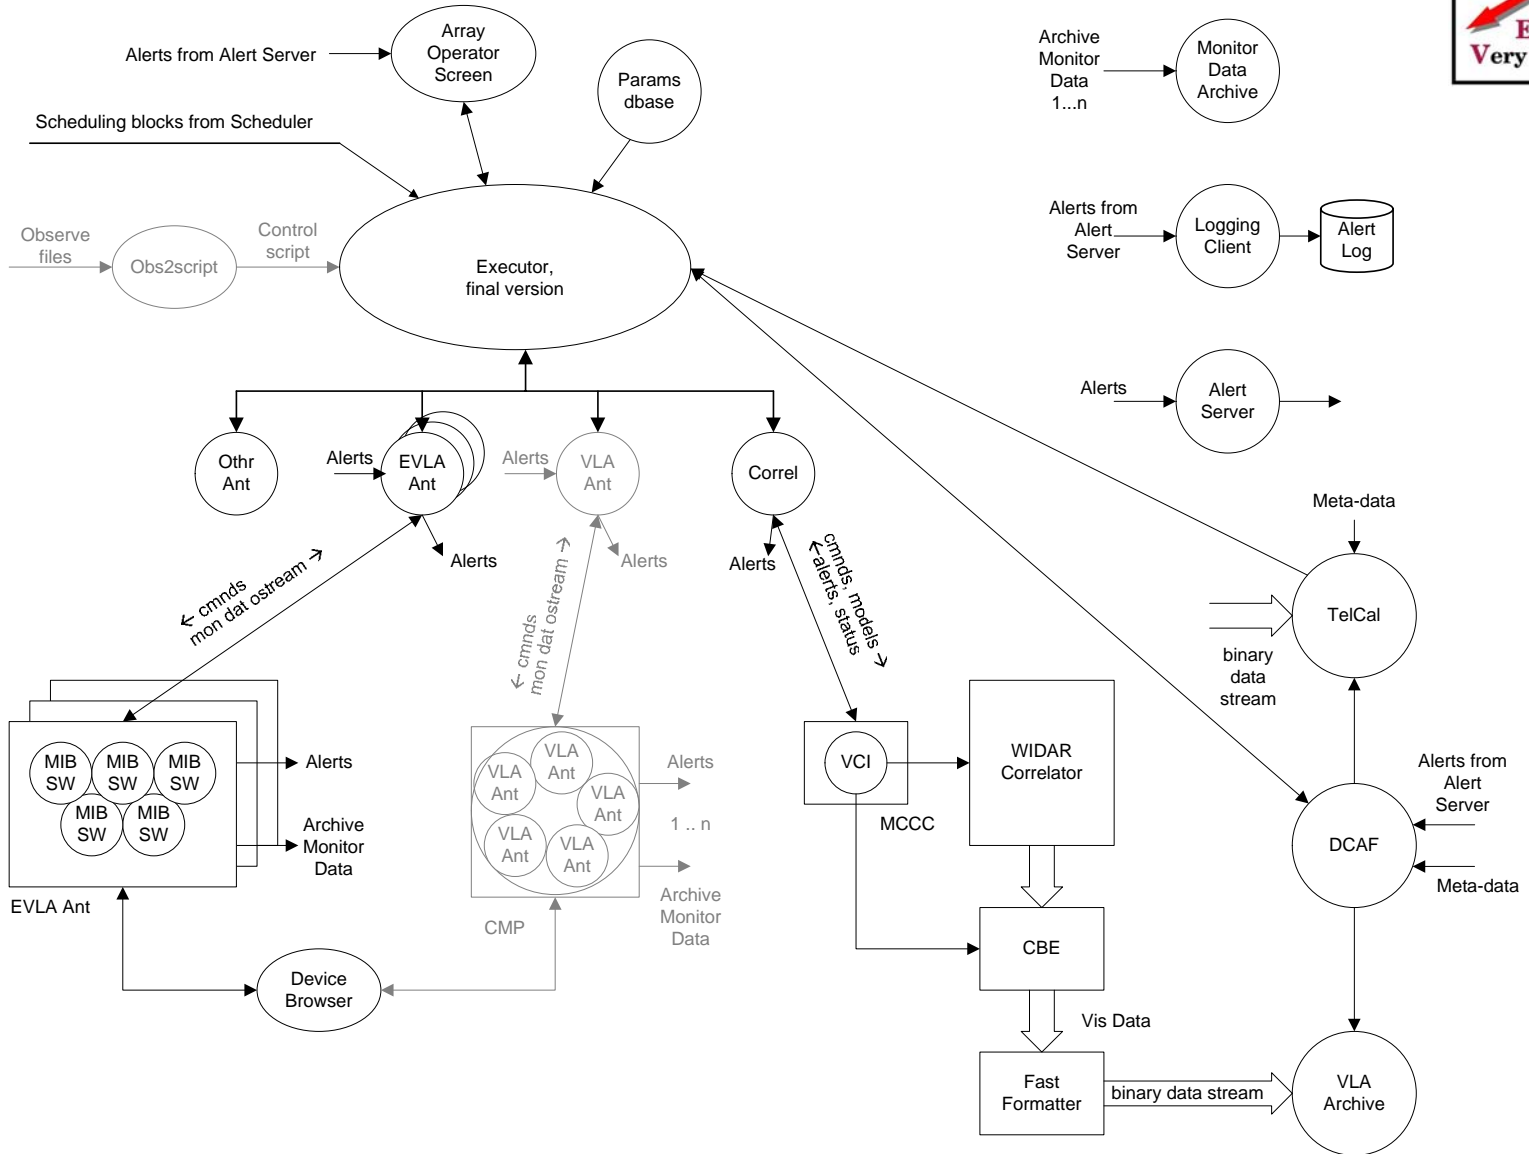 Alerts from Alert Server
Array
Operator
Screen
Params
dbase
Archive
Monitor
Data
1...n
Monitor
Data
Archive
E
Very
Scheduling blocks from Scheduler
Observe
files
Obs2script
Control
script
Executor,
final version
Alerts from
Alert
Server
Logging
Client
Alert
Log
Alerts
Alert
Server
Othr
Ant
Alerts
EVLA
Ant
Alerts
Alerts
VLA
Ant
Alerts
Correl
Alerts
← cmnds
mon dat ostream →
← cmnds
mon dat ostream →
cmnds, models →
← alerts, status
Meta-data
TelCal
binary
data
stream
MIB
SW
MIB
SW
MIB
SW
MIB
SW
MIB
SW
Alerts
Archive
Monitor
Data
EVLA Ant
VLA
Ant
VLA
Ant
VLA
Ant
VLA
Ant
VLA
Ant
Alerts
1 .. n
Archive
Monitor
Data
CMP
VCI
MCCC
WIDAR
Correlator
Alerts from
Alert
Server
DCAF
Meta-data
Device
Browser
CBE
Vis Data
Fast
Formatter
binary data stream
VLA
Archive